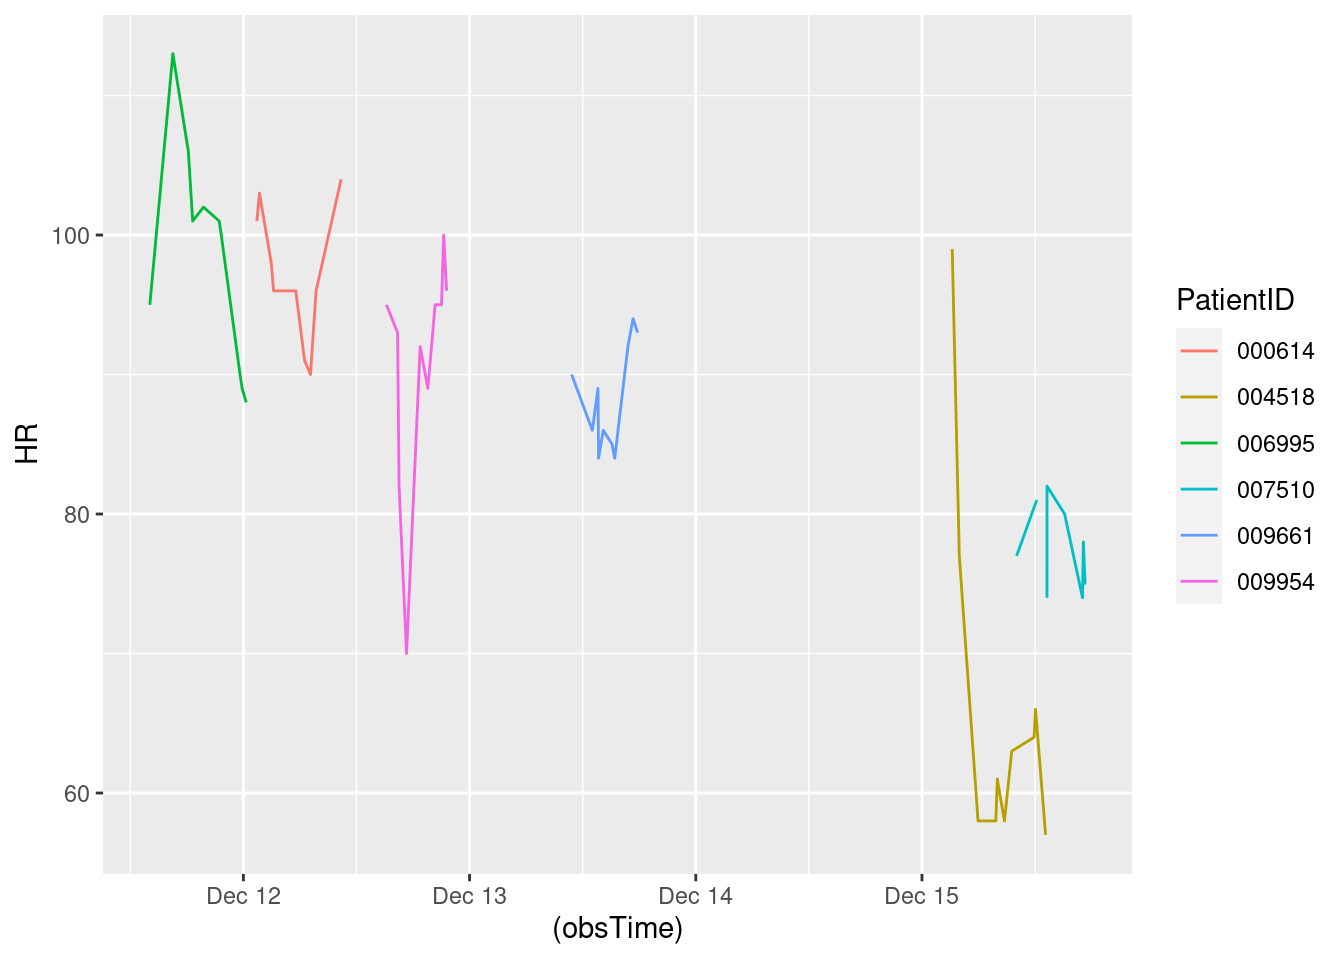 100
80
60
HR
Dec 12
Dec 13
Dec 14
Dec 15
(obsTime)
PatientID
000614
004518
006995
007510
009661
009954